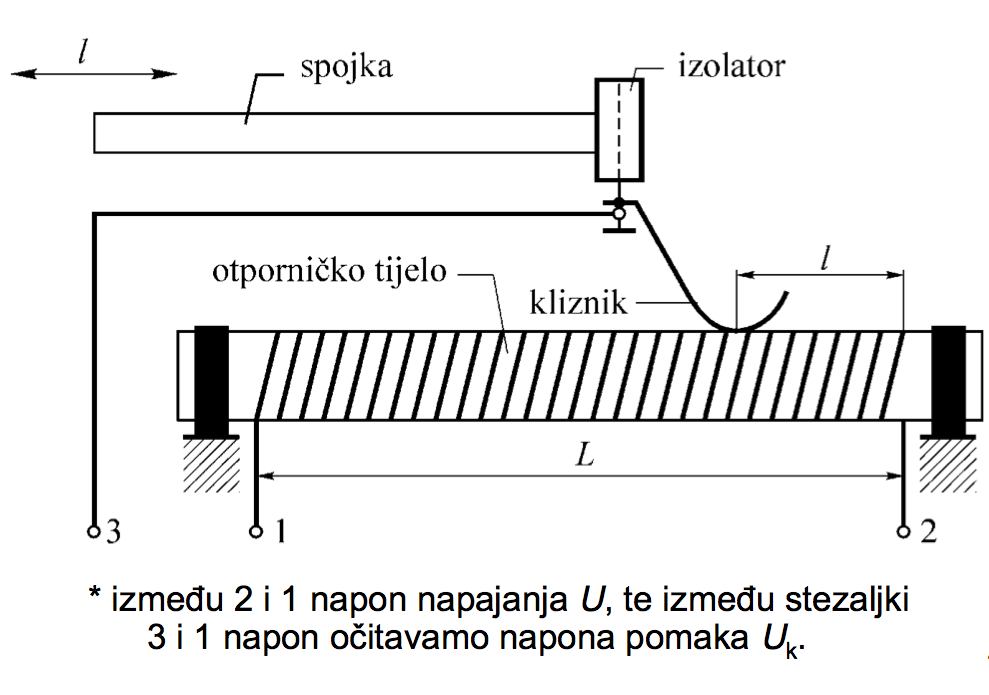 l
spojka
izolator
otporničko tijelo
kliznik
l
L
3
1
2
* između 2 i 1 napon napajanja U, te između stezaljki
3 i 1 napon očitavamo napona pomaka Uk.